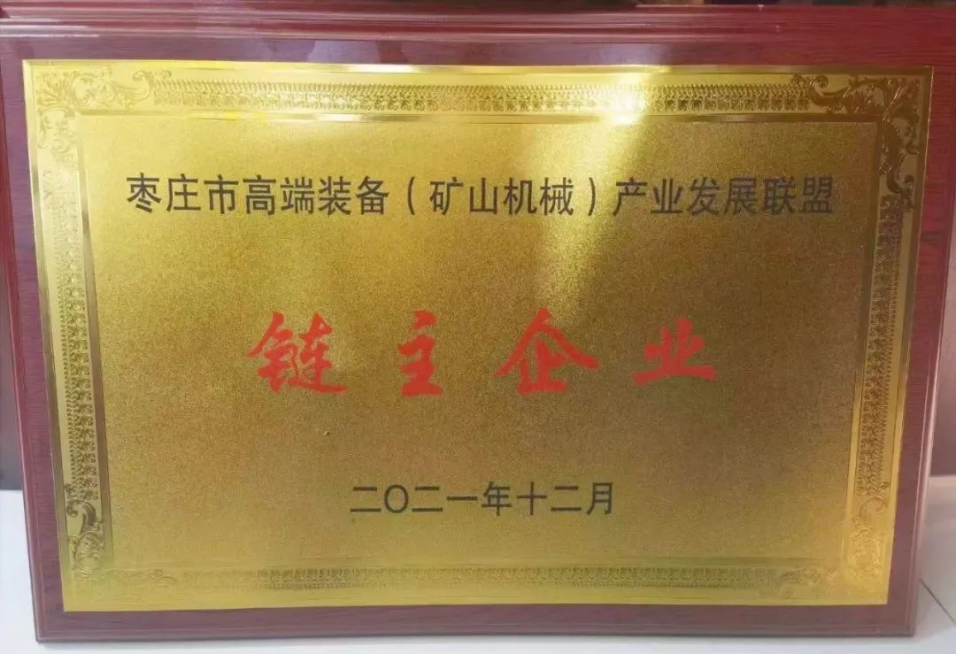 枣庄市高端装备（矿山机械）产业发展联盟
链主企业
二〇二一年十二月